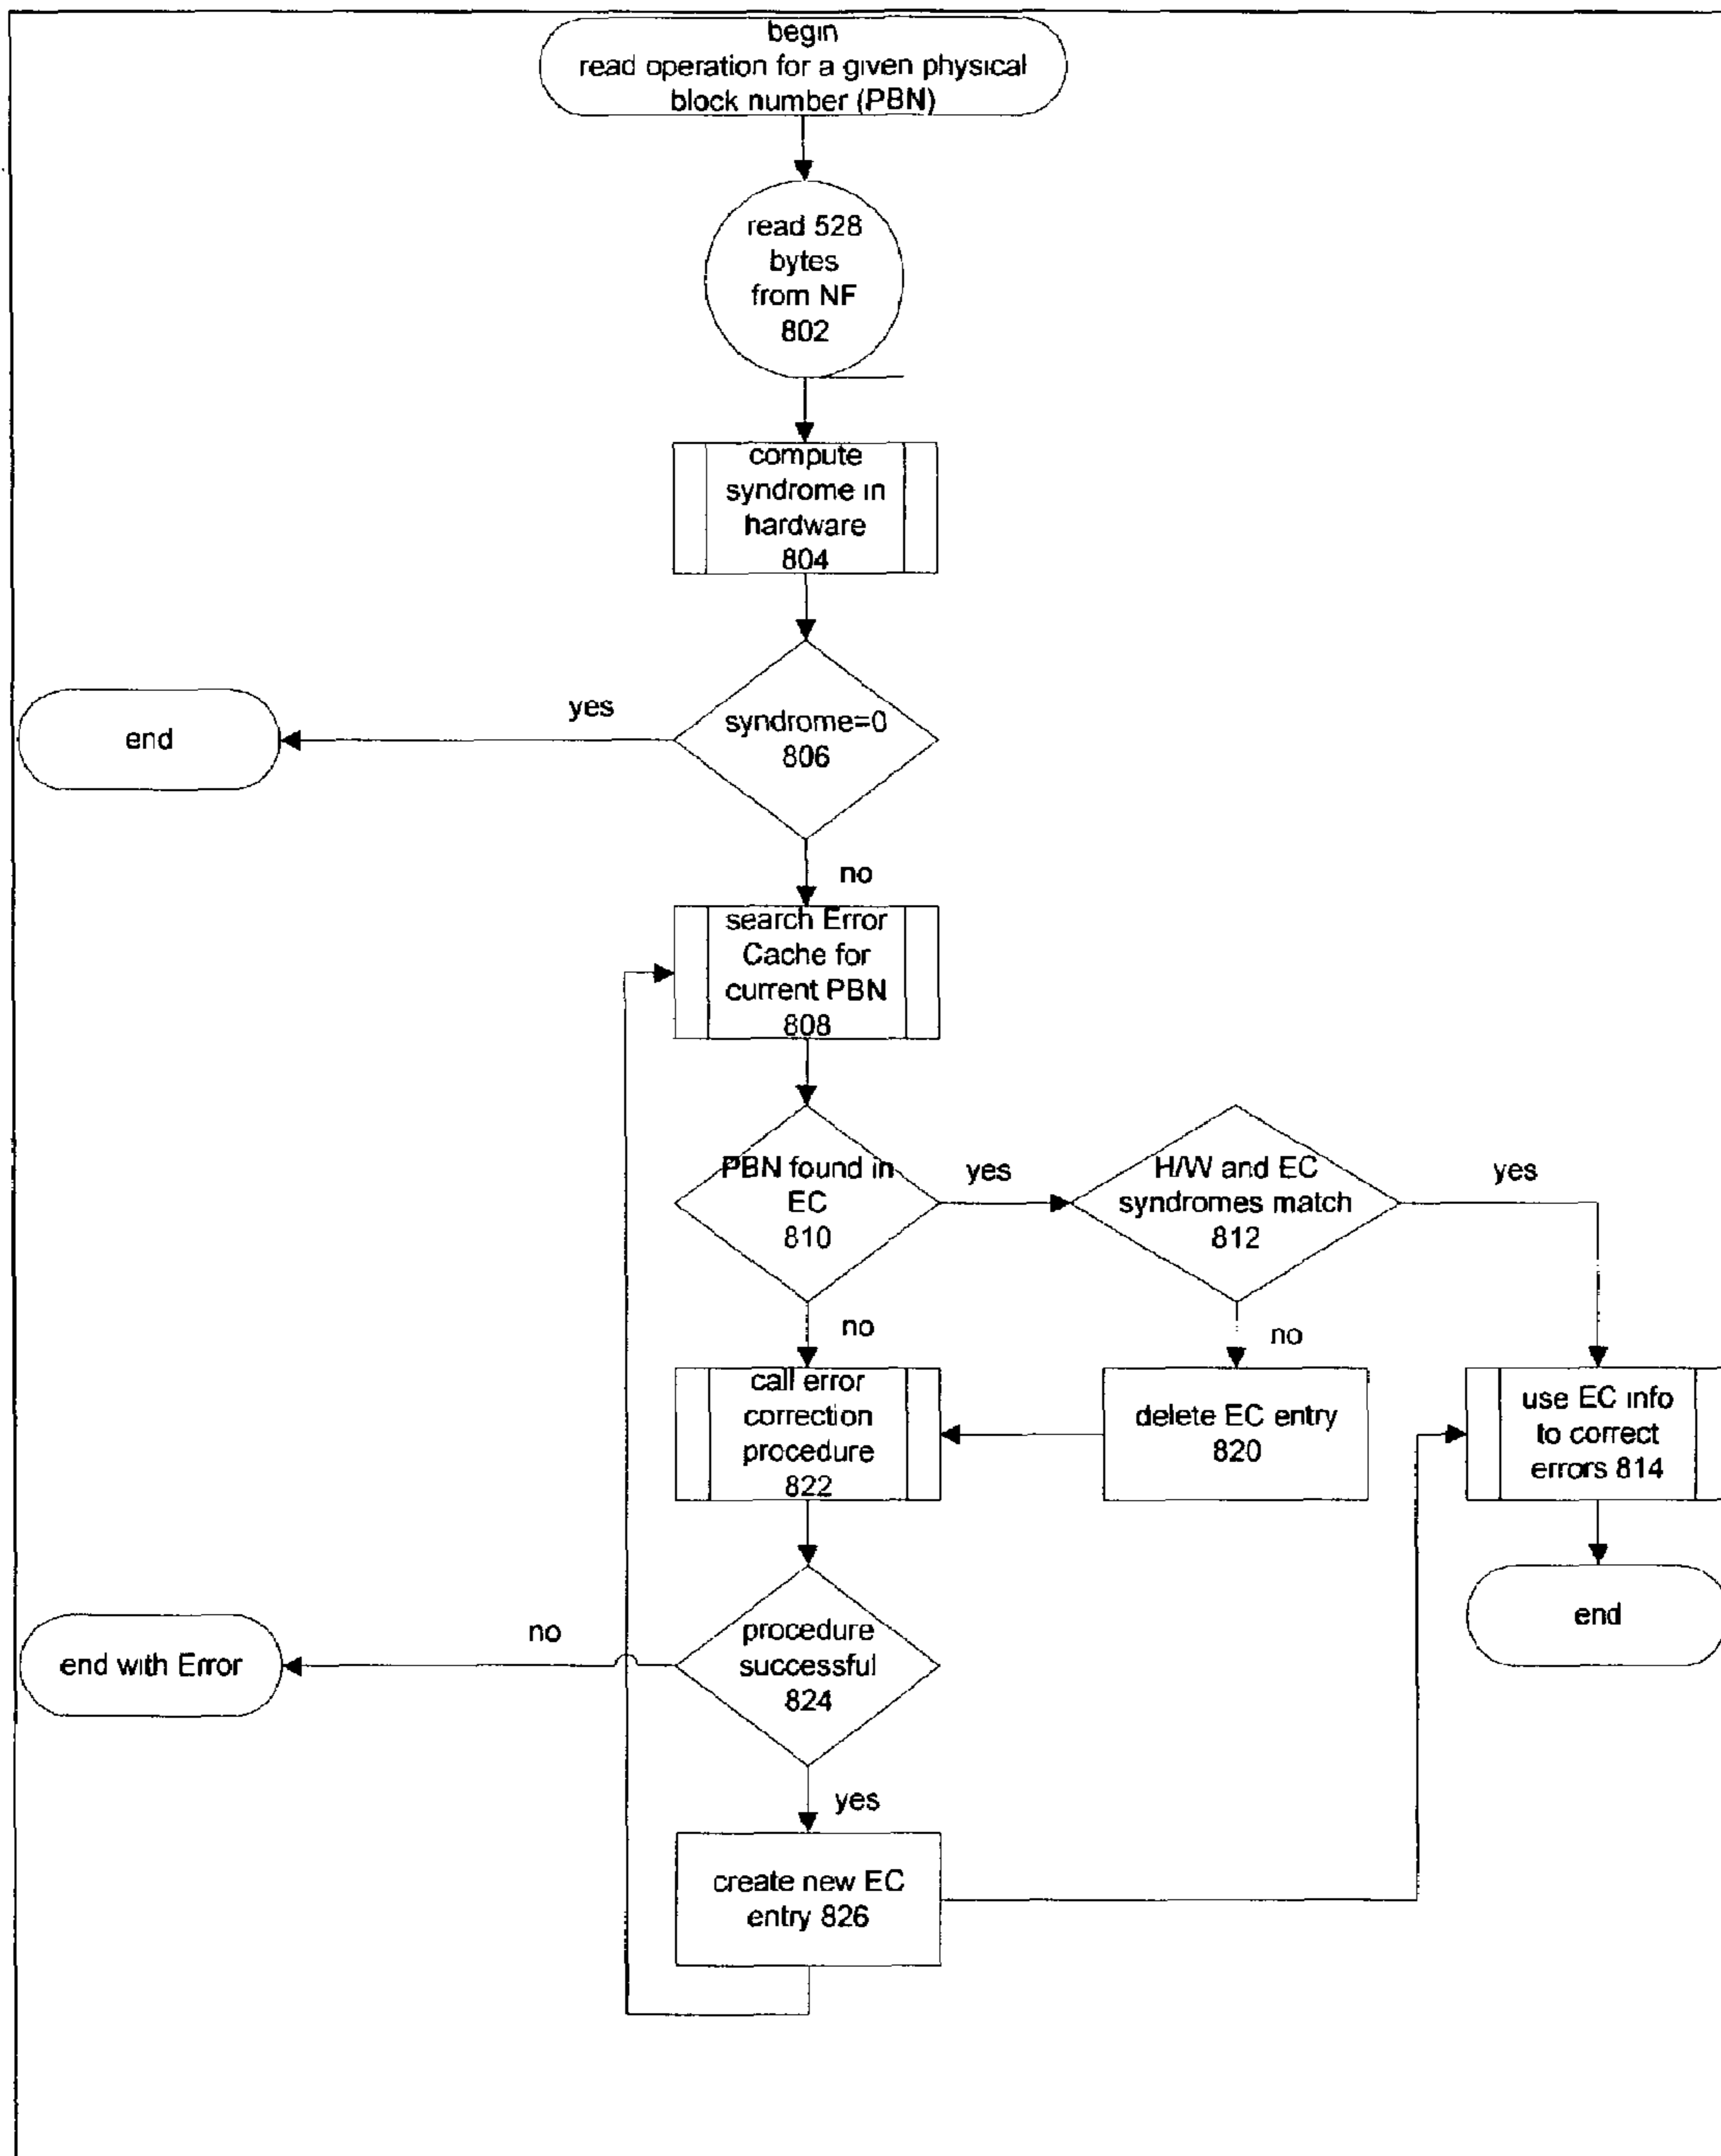 begin
read operation for a given physical
block number (PBN)
read 528
bytes
from NF
802
compute
syndrome in
hardware
804
yes
syndrome=0
806
end
no
search Error
Cache for
current PBN
808
PBN found in
EC
810
yes
H/W and EC
syndromes match
812
yes
no
no
call error
correction
procedure
822
delete EC entry
820
use EC info
to correct
errors 814
end
procedure
successful
824
no
end with Error
yes
create new EC
entry 826